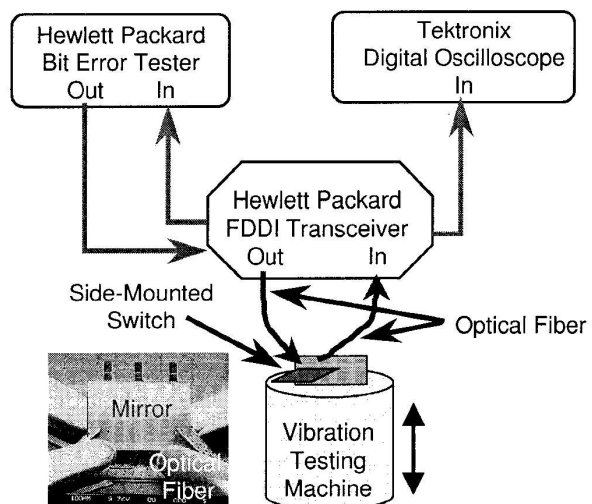 Hewlett Packard
Bit Error Tester
Out In
Tektronix
Digital Oscilloscope
In
Hewlett Packard
FDDI Transceiver
Out In
Side-Mounted
Switch
Optical Fiber
Mirror
Optical
Fiber
Vibration
Testing
Machine